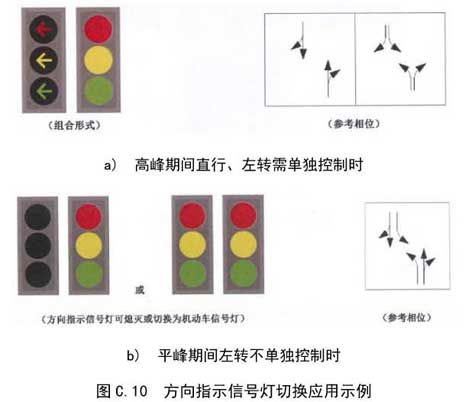 (组合形式)
(参考相位)
a) 高峰期间直行、左转需单独控制时
或
(方向指示信号灯可熄灭或切换为机动车信号灯)
(参考相位)
b) 平峰期间左转不单独控制时
图 C.10 方向指示信号灯切换应用示例